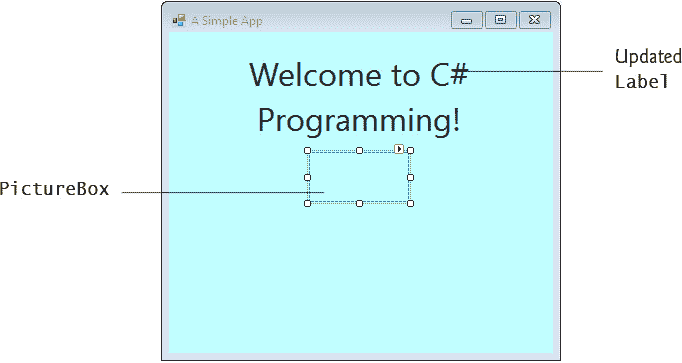 A Simple App
Welcome to C#
Programming!
Updated
Label
PictureBox